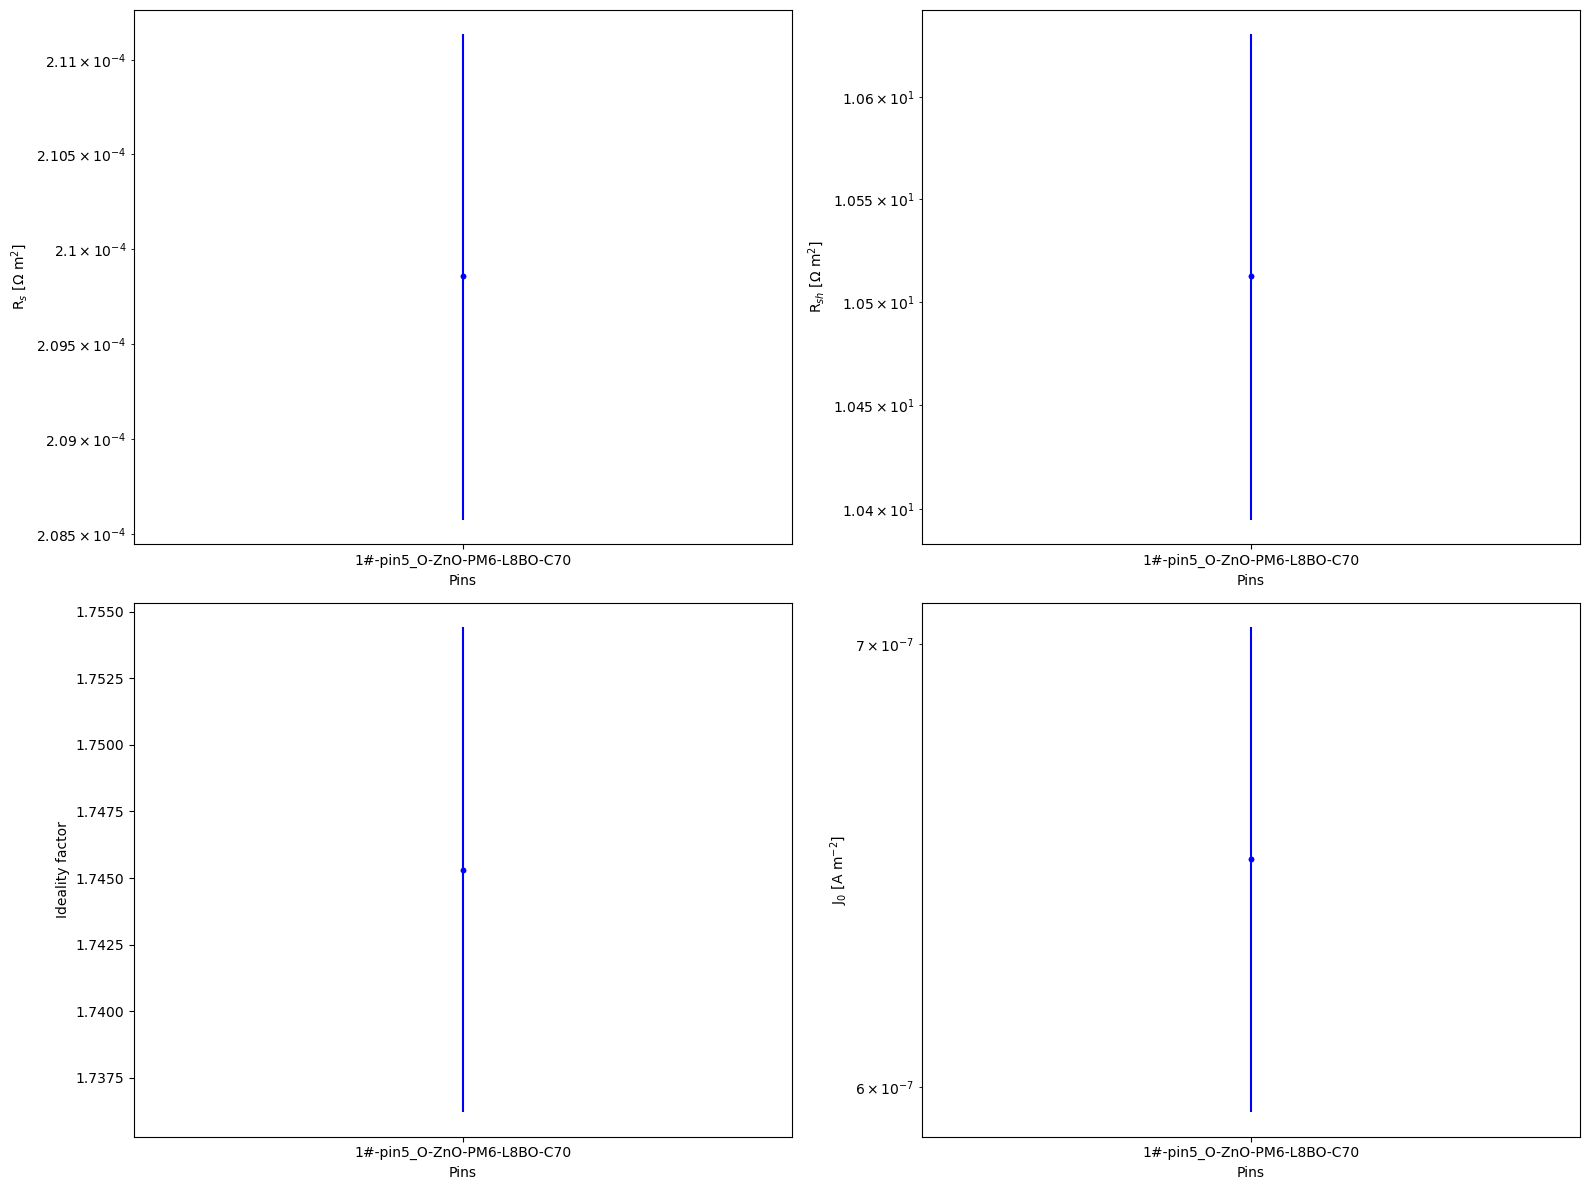 2.11 × 10⁻⁴
2.105 × 10⁻⁴
2.1 × 10⁻⁴
2.095 × 10⁻⁴
2.09 × 10⁻⁴
2.085 × 10⁻⁴
Rₛ [Ω m²]
1#-pin5_O-ZnO-PM6-L8BO-C70
Pins
1.06 × 10¹
1.055 × 10¹
1.05 × 10¹
1.045 × 10¹
1.04 × 10¹
Rₛₕ [Ω m²]
1#-pin5_O-ZnO-PM6-L8BO-C70
Pins
1.7550
1.7525
1.7500
1.7475
1.7450
1.7425
1.7400
1.7375
Ideality factor
1#-pin5_O-ZnO-PM6-L8BO-C70
Pins
7 × 10⁻⁷
6 × 10⁻⁷
J₀ [A m⁻²]
1#-pin5_O-ZnO-PM6-L8BO-C70
Pins